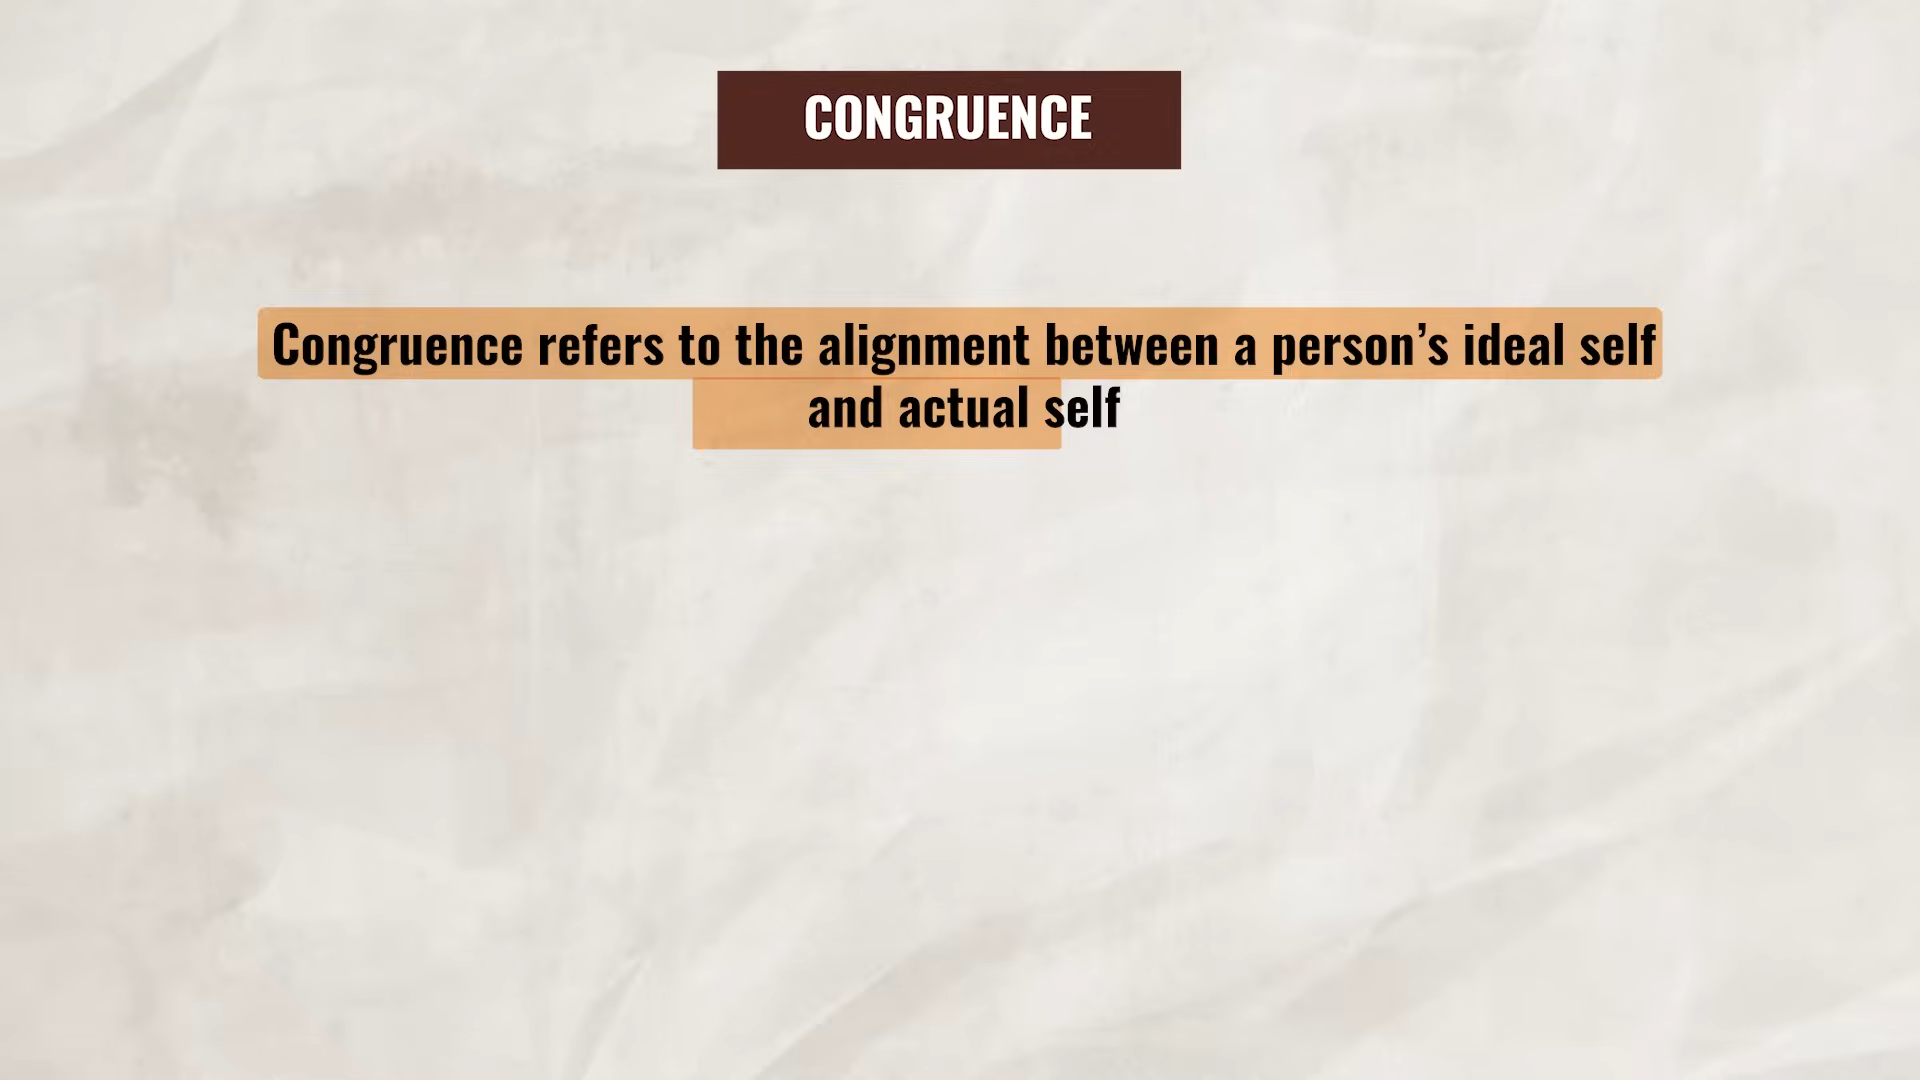 CONGRUENCE
Congruence refers to the alignment between a person’s ideal self
and actual self